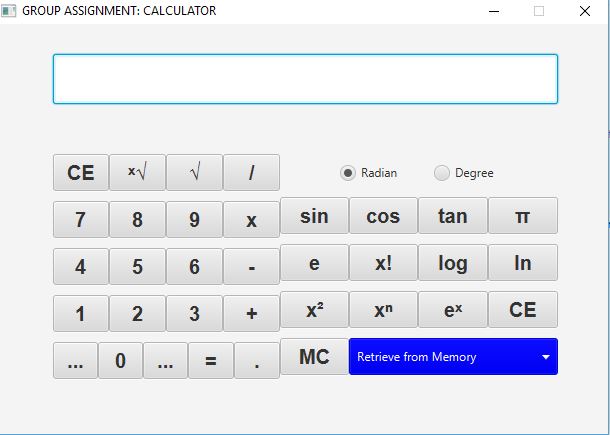 GROUP ASSIGNMENT: CALCULATOR
CE ˣ√ √ /
Radian Degree
7 8 9 x
sin cos tan π
4 5 6 -
e x! log ln
1 2 3 +
x² xⁿ eˣ CE
... 0 ... = .
MC Retrieve from Memory